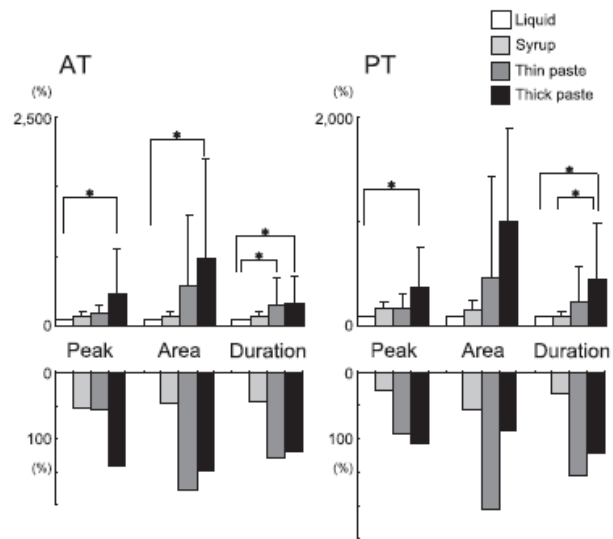 Liquid
Syrup
Thin paste
Thick paste
AT
PT
(%)
2,500
0
* * * *
Peak Area Duration
0
100
(%)
(%)
2,000
0
* * *
Peak Area Duration
0
100
(%)